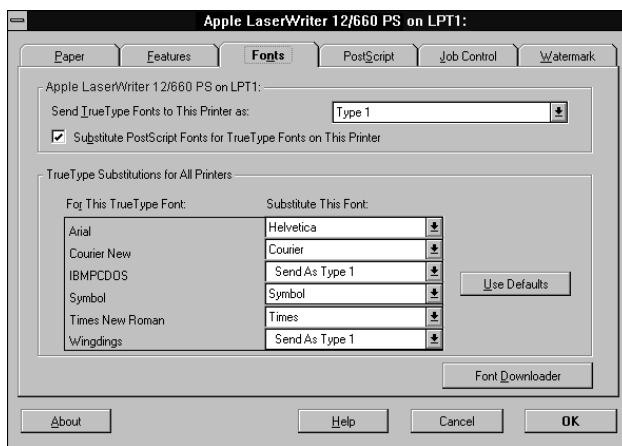 Apple LaserWriter 12/660 PS on LPT1:
Paper Features Fonts PostScript Job Control Watermark
Apple LaserWriter 12/660 PS on LPT1:
Send TrueType Fonts to This Printer as: Type 1
Substitute PostScript Fonts for TrueType Fonts on This Printer
TrueType Substitutions for All Printers
For This TrueType Font: Substitute This Font:
Arial Helvetica
Courier New Courier
IBMPCDOS Send As Type 1
Symbol Symbol
Times New Roman Times
Wingdings Send As Type 1
Use Defaults
Font Downloader
About Help Cancel OK